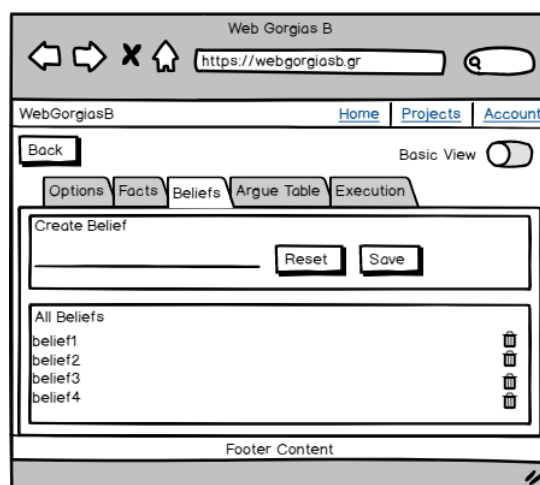 Web Gorgias B
https://webgorgiasb.gr
WebGorgiasB Home Projects Account
Back Basic View
Options Facts Beliefs Argue Table Execution
Create Belief
Reset Save
All Beliefs
belief1
belief2
belief3
belief4
Footer Content